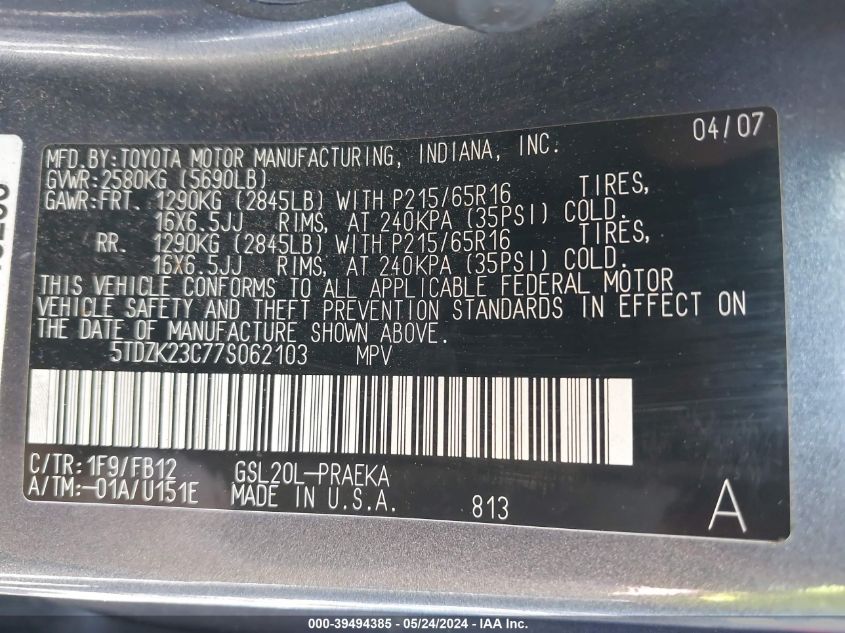 04/07
MFD.BY:TOYOTA MOTOR MANUFACTURING, INDIANA, INC.
GVWR:2580KG (5690LB)
GAWR:FRT. 1290KG (2845LB) WITH P215/65R16 TIRES,
16X6.5JJ RIMS, AT 240KPA (35PSI) COLD.
RR. 1290KG (2845LB) WITH P215/65R16 TIRES,
16X6.5JJ RIMS, AT 240KPA (35PSI) COLD.
THIS VEHICLE CONFORMS TO ALL APPLICABLE FEDERAL MOTOR
VEHICLE SAFETY AND THEFT PREVENTION STANDARDS IN EFFECT ON
THE DATE OF MANUFACTURE SHOWN ABOVE.
5TDZK23C77S062103 MPV
C/TR:1F9/FB12 GSL20L-PRAEKA
A/TM:-01A/U151E MADE IN U.S.A. 813 A
000-39494385 - 05/24/2024 - IAA Inc.